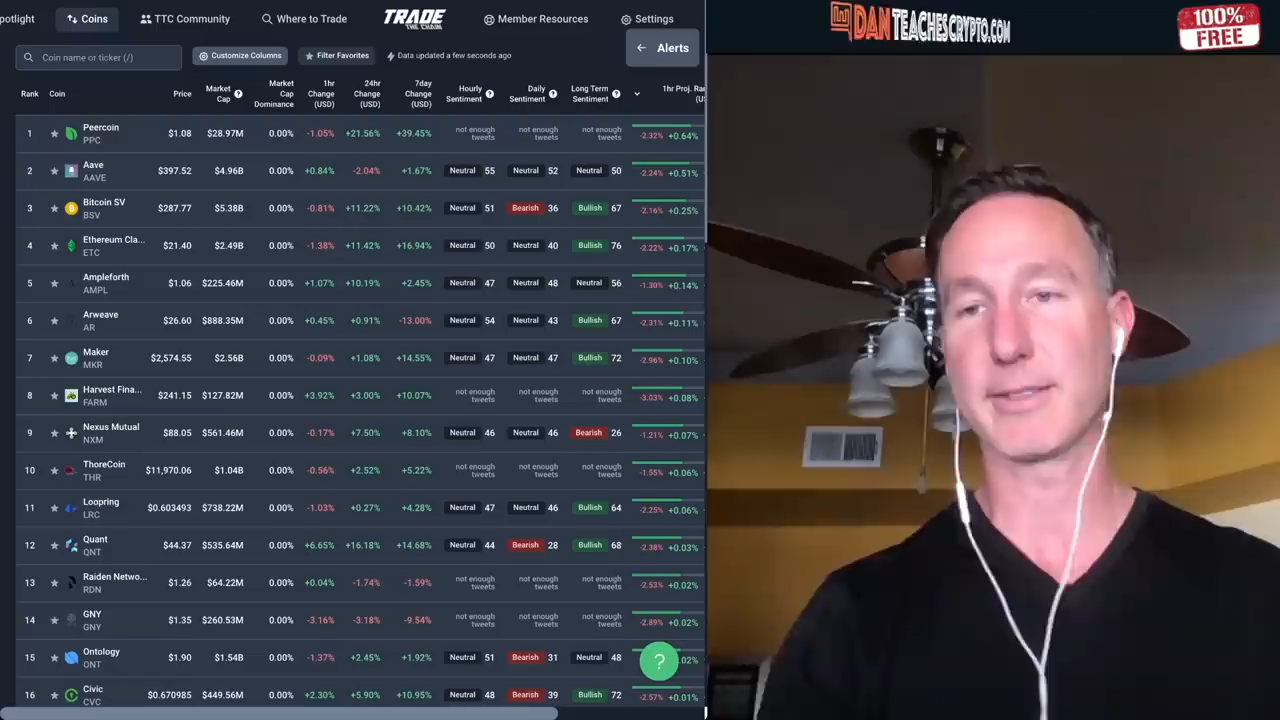 potlight
Coins
TTC Community
Where to Trade
TRADE
THE CHAIN
Member Resources
Settings
DANTEACHESCRYPTO.COM
100%
FREE
Coin name or ticker (/)
Customize Columns
Filter Favorites
Data updated a few seconds ago
Alerts
Rank Coin Price Market Cap ? Market Cap Dominance 1hr Change (USD) 24hr Change (USD) 7day Change (USD) Hourly Sentiment ? Daily Sentiment ? Long Term Sentiment ? 1hr Proj. Ra
1 Peercoin PPC $1.08 $28.97M 0.00% -1.05% +21.56% +39.45% not enough tweets not enough tweets not enough tweets -2.32% +0.64%
2 Aave AAVE $397.52 $4.96B 0.00% +0.84% -2.04% +1.67% Neutral 55 Neutral 52 Neutral 50 -2.24% +0.51%
3 Bitcoin SV BSV $287.77 $5.38B 0.00% -0.81% +11.22% +10.42% Neutral 51 Bearish 36 Bullish 67 -2.16% +0.25%
4 Ethereum Cla... ETC $21.40 $2.49B 0.00% -1.38% +11.42% +16.94% Neutral 50 Neutral 40 Bullish 76 -2.22% +0.17%
5 Ampleforth AMPL $1.06 $225.46M 0.00% +1.07% +10.19% +2.45% Neutral 47 Neutral 48 Neutral 56 -1.30% +0.14%
6 Arweave AR $26.60 $888.35M 0.00% +0.45% +0.91% -13.00% Neutral 54 Neutral 43 Bullish 67 -2.31% +0.11%
7 Maker MKR $2,574.55 $2.56B 0.00% -0.09% +1.08% +14.55% Neutral 47 Neutral 47 Bullish 72 -2.96% +0.10%
8 Harvest Fina... FARM $241.15 $127.82M 0.00% +3.92% +3.00% +10.07% not enough tweets not enough tweets not enough tweets -3.03% +0.08%
9 Nexus Mutual NXM $88.05 $561.46M 0.00% -0.17% +7.50% +8.10% Neutral 46 Neutral 46 Bearish 26 -1.21% +0.07%
10 ThoreCoin THR $11,970.06 $1.04B 0.00% -0.56% +2.52% +5.22% not enough tweets not enough tweets not enough tweets -1.55% +0.06%
11 Loopring LRC $0.603493 $738.22M 0.00% -1.03% +0.27% +4.28% Neutral 47 Neutral 46 Bullish 64 -2.25% +0.06%
12 Quant QNT $44.37 $535.64M 0.00% +6.65% +16.18% +14.68% Neutral 44 Bearish 28 Bullish 68 -2.38% +0.03%
13 Raiden Netwo... RDN $1.26 $64.22M 0.00% +0.04% -1.74% -1.59% not enough tweets not enough tweets not enough tweets -2.53% +0.02%
14 GNY GNY $1.35 $260.53M 0.00% -3.16% -3.18% -9.54% not enough tweets not enough tweets not enough tweets -2.89% +0.02%
15 Ontology ONT $1.90 $1.54B 0.00% -1.37% +2.45% +1.92% Neutral 51 Bearish 31 Neutral 48 .02%
16 Civic CVC $0.670985 $449.56M 0.00% +2.30% +5.90% +10.95% Neutral 48 Bearish 39 Bullish 72 -2.57% +0.01%
?